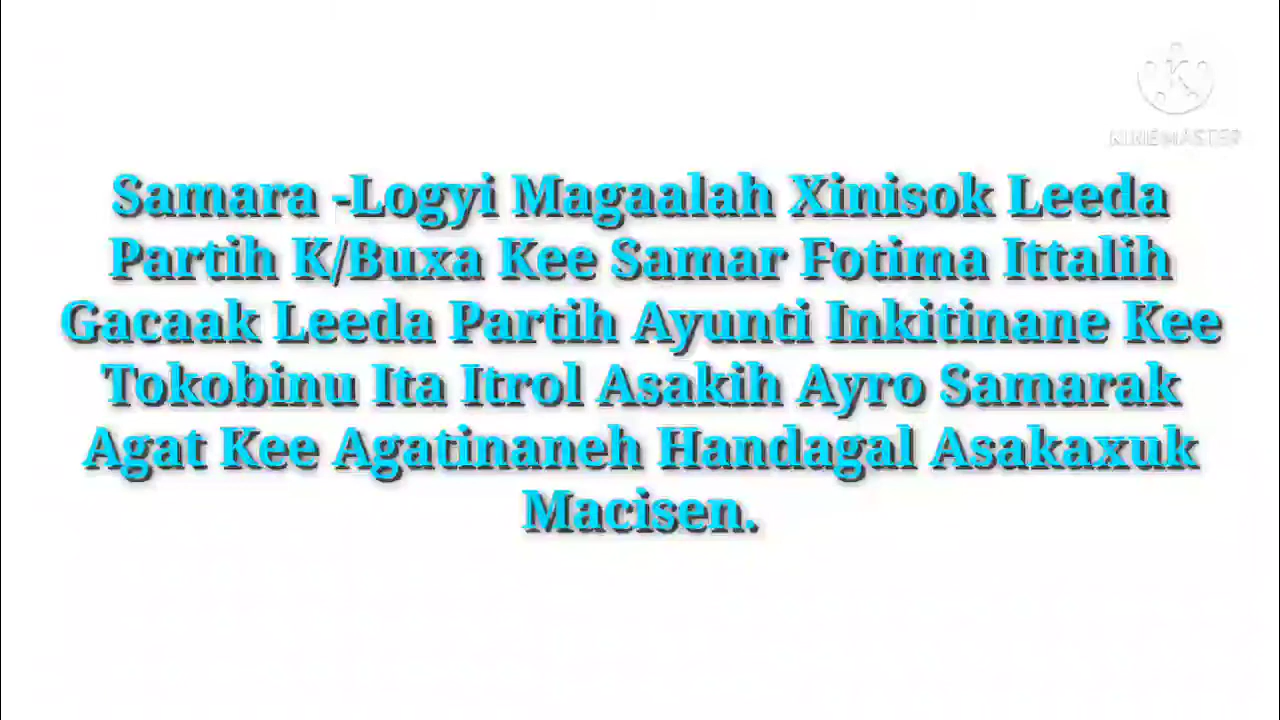 KINEMASTER
Samara -Logyi Magaalah Xinisok Leeda
Partih K/Buxa Kee Samar Fotima Ittalih
Gacaak Leeda Partih Ayunti Inkitinane Kee
Tokobinu Ita Itrol Asakih Ayro Samarak
Agat Kee Agatinaneh Handagal Asakaxuk
Macisen.